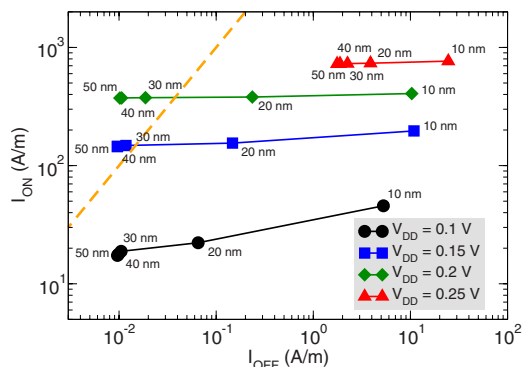 10³
40 nm
20 nm
10 nm
50 nm
30 nm
50 nm
30 nm
10 nm
40 nm
20 nm
I_ON (A/m)
10²
30 nm
10 nm
50 nm
40 nm
20 nm
10 nm
30 nm
50 nm
20 nm
40 nm
V_DD = 0.1 V
V_DD = 0.15 V
V_DD = 0.2 V
V_DD = 0.25 V
10¹
10⁻² 10⁻¹ 10⁰ 10¹ 10²
I_OFF (A/m)